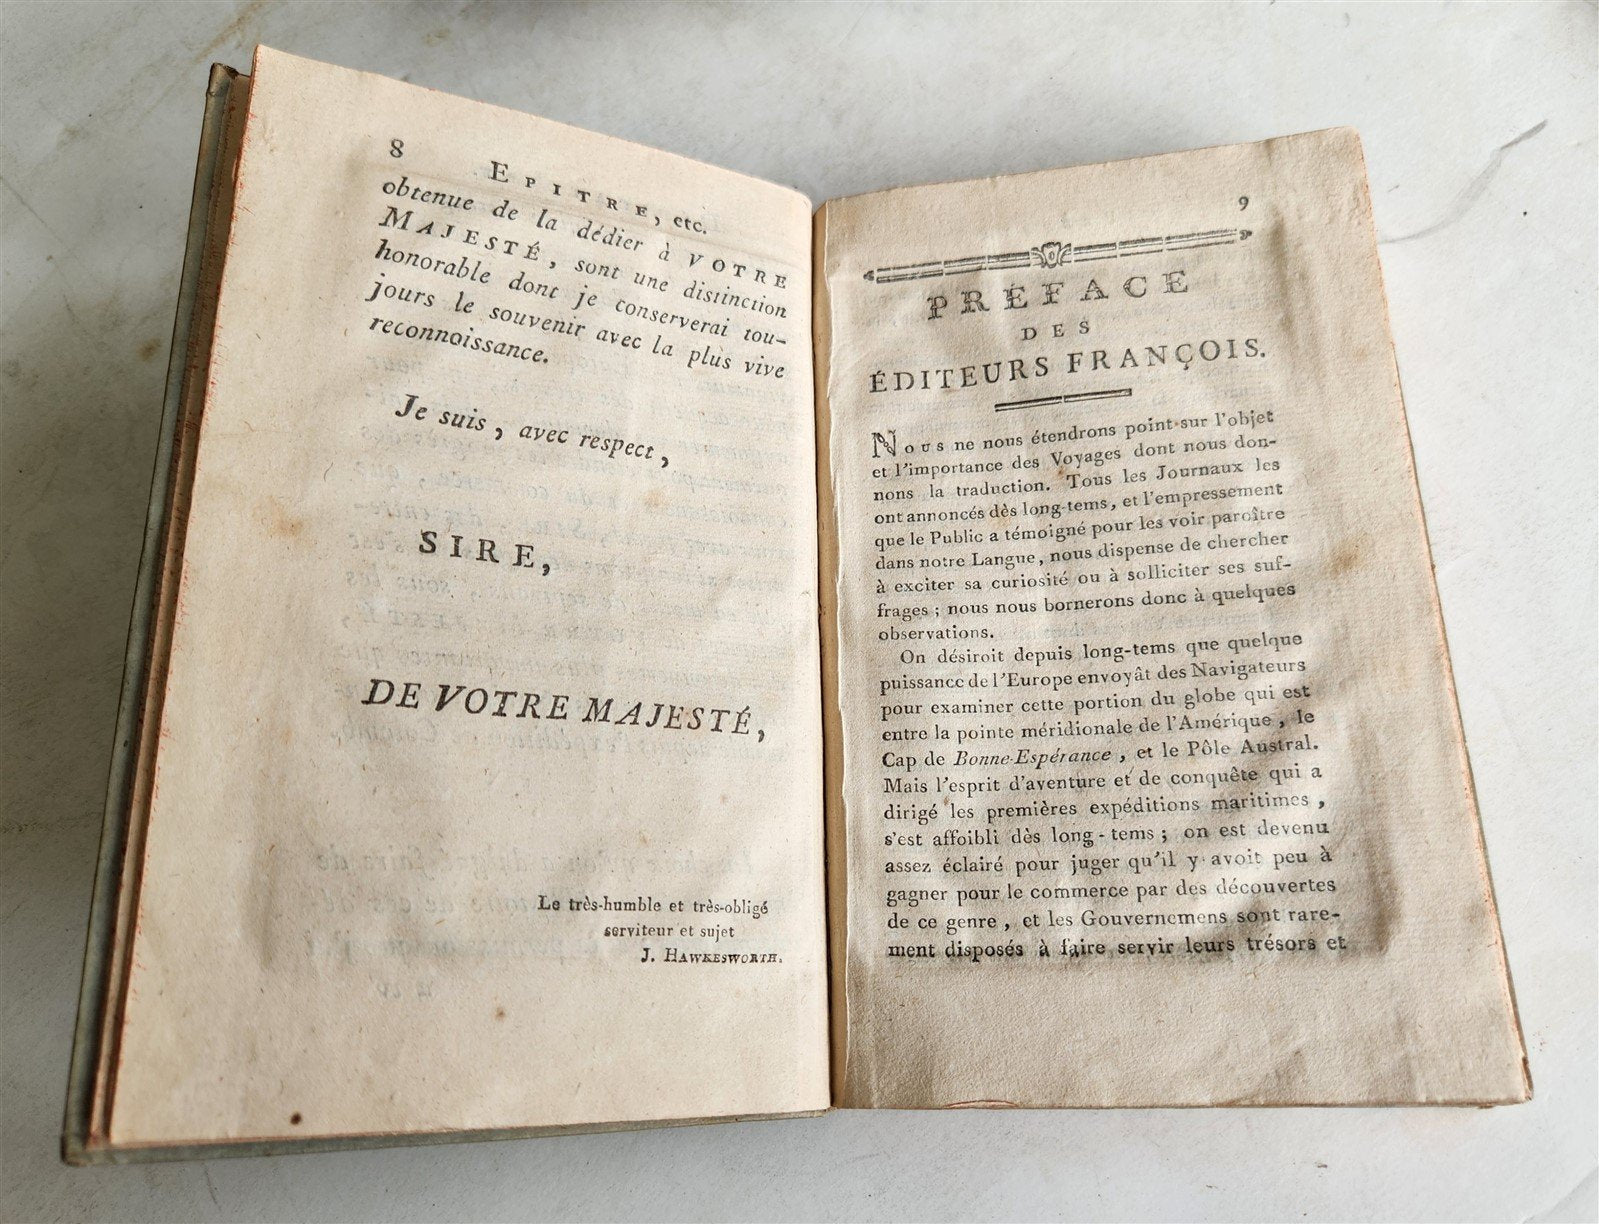 8 EPITRE, etc.
obtenue de la dédier à VOTRE
MAJESTÉ, sont une distinction
honorable dont je conserverai tou-
jours le souvenir avec la plus vive
reconnoissance.
Je suis, avec respect,
SIRE,
DE VOTRE MAJESTÉ,
Le très-humble et très-obligé
serviteur et sujet
J. HAWKESWORTH.
9
PRÉFACE
DES
ÉDITEURS FRANÇOIS.
Nous ne nous étendrons point sur l'objet
et l'importance des Voyages dont nous don-
nons la traduction. Tous les Journaux les
ont annoncés dès long-tems, et l'empressement
que le Public a témoigné pour les voir paroître
dans notre Langue, nous dispense de chercher
à exciter sa curiosité ou à solliciter ses suf-
frages ; nous nous bornerons donc à quelques
observations.
On désiroit depuis long-tems que quelque
puissance de l'Europe envoyât des Navigateurs
pour examiner cette portion du globe qui est
entre la pointe méridionale de l'Amérique, le
Cap de Bonne-Espérance, et le Pôle Austral.
Mais l'esprit d'aventure et de conquête qui a
dirigé les premières expéditions maritimes,
s'est affoibli dès long-tems ; on est devenu
assez éclairé pour juger qu'il y avoit peu à
gagner pour le commerce par des découvertes
de ce genre, et les Gouvernemens sont rare-
ment disposés à faire servir leurs trésors et